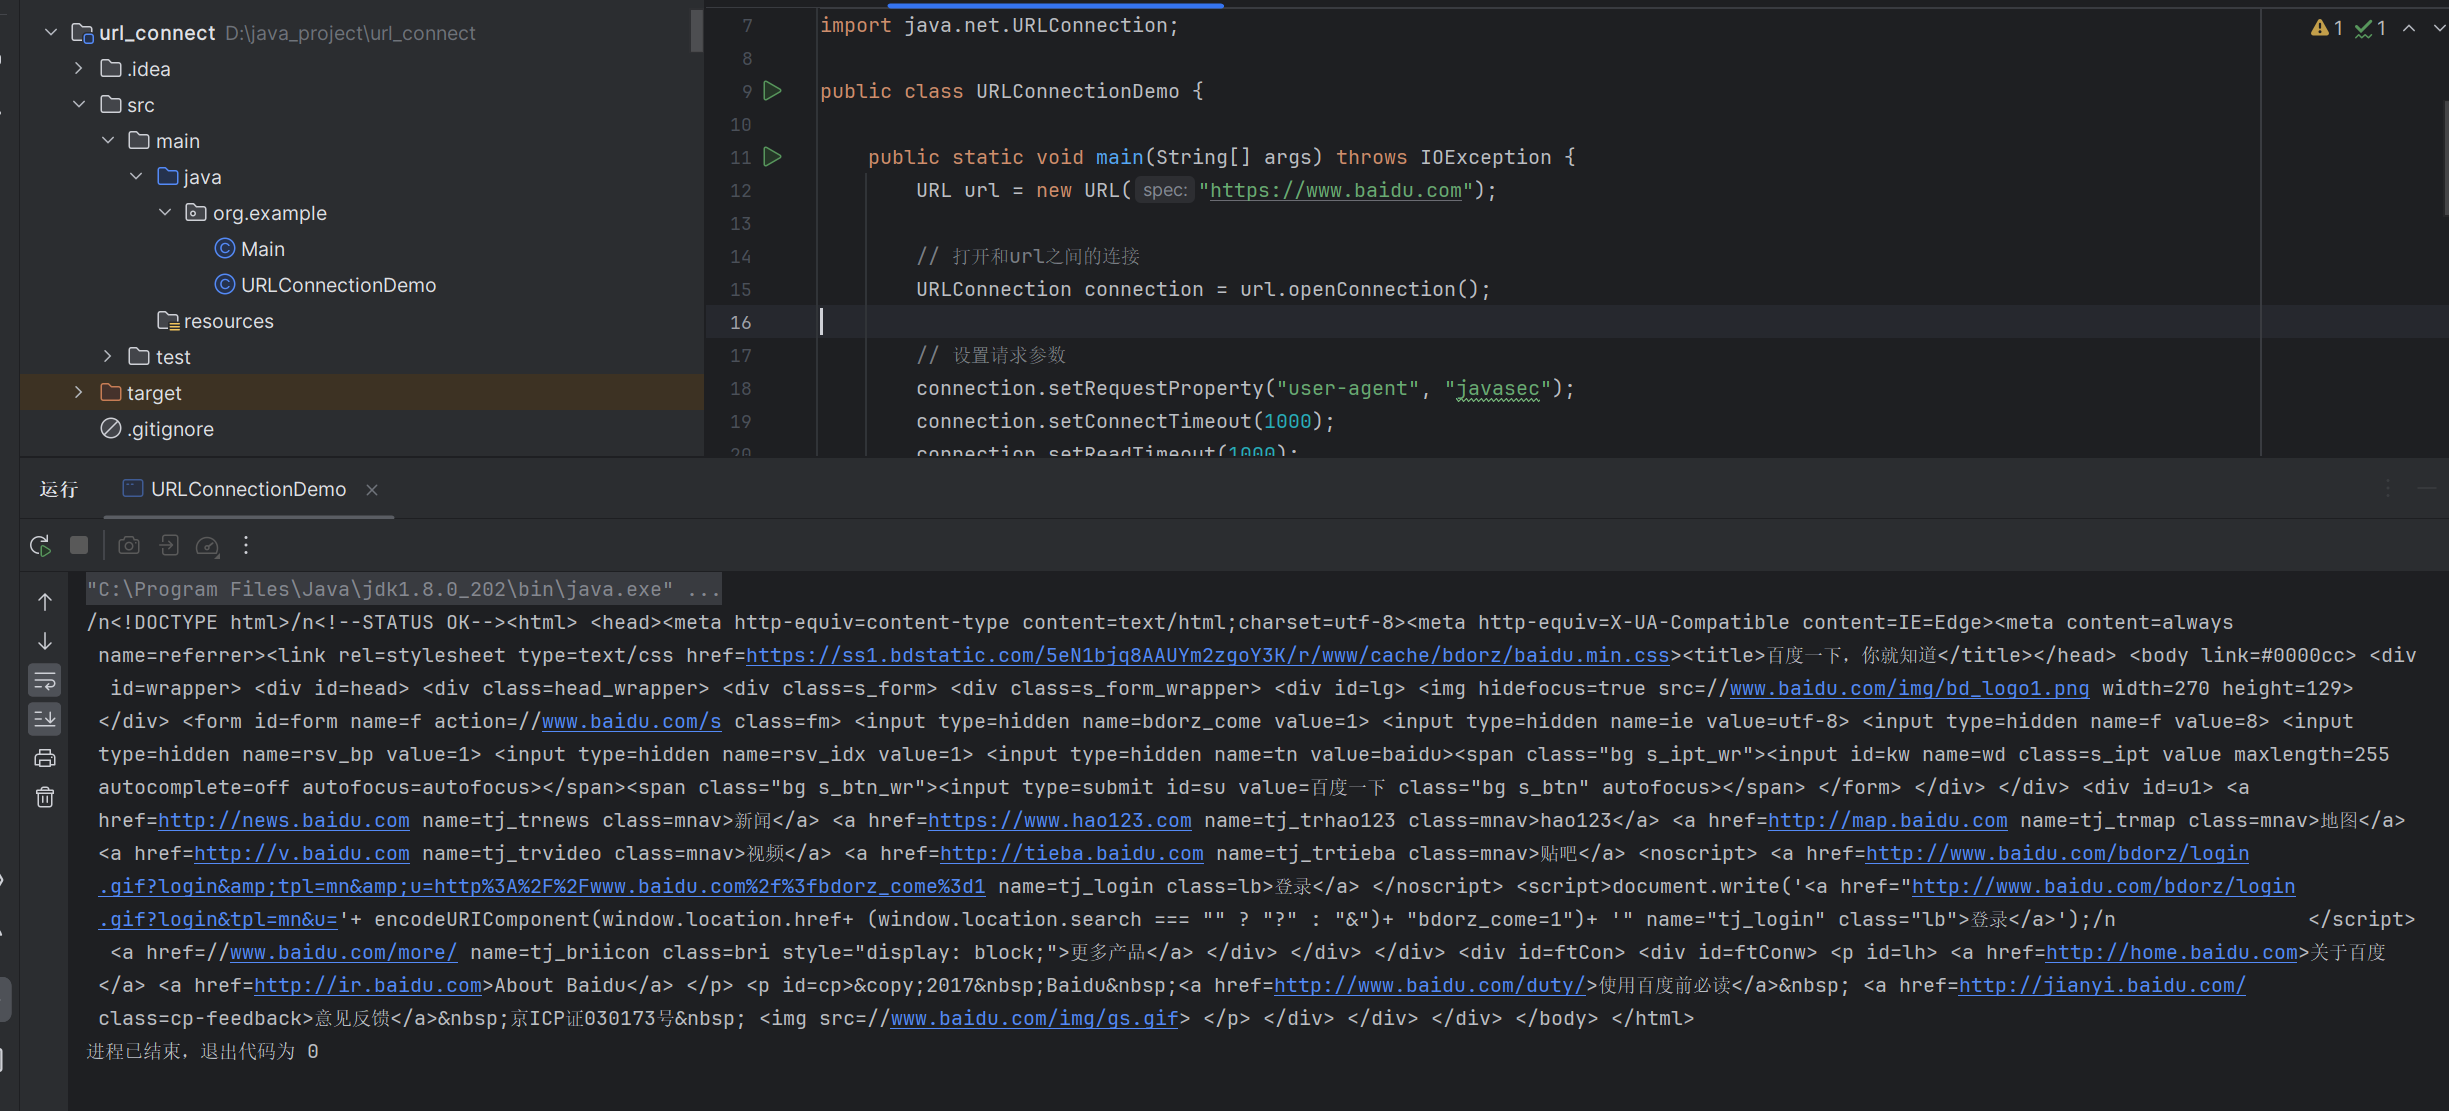 url_connect D:\java_project\url_connect
.idea
src
main
java
org.example
Main
URLConnectionDemo
resources
test
target
.gitignore
1 1
7 import java.net.URLConnection;
8
9 public class URLConnectionDemo {
10
11 public static void main(String[] args) throws IOException {
12 URL url = new URL( spec: "https://www.baidu.com");
13
14 // 打开和url之间的连接
15 URLConnection connection = url.openConnection();
16
17 // 设置请求参数
18 connection.setRequestProperty("user-agent", "javasec");
19 connection.setConnectTimeout(1000);
20 connection.setReadTimeout(1000);
运行 URLConnectionDemo
"C:\Program Files\Java\jdk1.8.0_202\bin\java.exe" ...
/n<!DOCTYPE html>/n<!--STATUS OK--><html> <head><meta http-equiv=content-type content=text/html;charset=utf-8><meta http-equiv=X-UA-Compatible content=IE=Edge><meta content=always
name=referrer><link rel=stylesheet type=text/css href=https://ss1.bdstatic.com/5eN1bjq8AAUYm2zgoY3K/r/www/cache/bdorz/baidu.min.css><title>百度一下，你就知道</title></head> <body link=#0000cc> <div
id=wrapper> <div id=head> <div class=head_wrapper> <div class=s_form> <div class=s_form_wrapper> <div id=lg> <img hidefocus=true src=//www.baidu.com/img/bd_logo1.png width=270 height=129>
</div> <form id=form name=f action=//www.baidu.com/s class=fm> <input type=hidden name=bdorz_come value=1> <input type=hidden name=ie value=utf-8> <input type=hidden name=f value=8> <input
type=hidden name=rsv_bp value=1> <input type=hidden name=rsv_idx value=1> <input type=hidden name=tn value=baidu><span class="bg s_ipt_wr"><input id=kw name=wd class=s_ipt value maxlength=255
autocomplete=off autofocus=autofocus></span><span class="bg s_btn_wr"><input type=submit id=su value=百度一下 class="bg s_btn" autofocus></span> </form> </div> </div> <div id=u1> <a
href=http://news.baidu.com name=tj_trnews class=mnav>新闻</a> <a href=https://www.hao123.com name=tj_trhao123 class=mnav>hao123</a> <a href=http://map.baidu.com name=tj_trmap class=mnav>地图</a>
<a href=http://v.baidu.com name=tj_trvideo class=mnav>视频</a> <a href=http://tieba.baidu.com name=tj_trtieba class=mnav>贴吧</a> <noscript> <a href=http://www.baidu.com/bdorz/login
.gif?login&amp;tpl=mn&amp;u=http%3A%2F%2Fwww.baidu.com%2f%3fbdorz_come%3d1 name=tj_login class=lb>登录</a> </noscript> <script>document.write('<a href="http://www.baidu.com/bdorz/login
.gif?login&tpl=mn&u='+ encodeURIComponent(window.location.href+ (window.location.search === "" ? "?" : "&")+ "bdorz_come=1")+ '" name="tj_login" class="lb">登录</a>');/n </script>
<a href=//www.baidu.com/more/ name=tj_briicon class=bri style="display: block;">更多产品</a> </div> </div> </div> <div id=ftCon> <div id=ftConw> <p id=lh> <a href=http://home.baidu.com>关于百度
</a> <a href=http://ir.baidu.com>About Baidu</a> </p> <p id=cp>&copy;2017&nbsp;Baidu&nbsp;<a href=http://www.baidu.com/duty/>使用百度前必读</a>&nbsp; <a href=http://jianyi.baidu.com/
class=cp-feedback>意见反馈</a>&nbsp;京ICP证030173号&nbsp; <img src=//www.baidu.com/img/gs.gif> </p> </div> </div> </div> </body> </html>
进程已结束，退出代码为 0